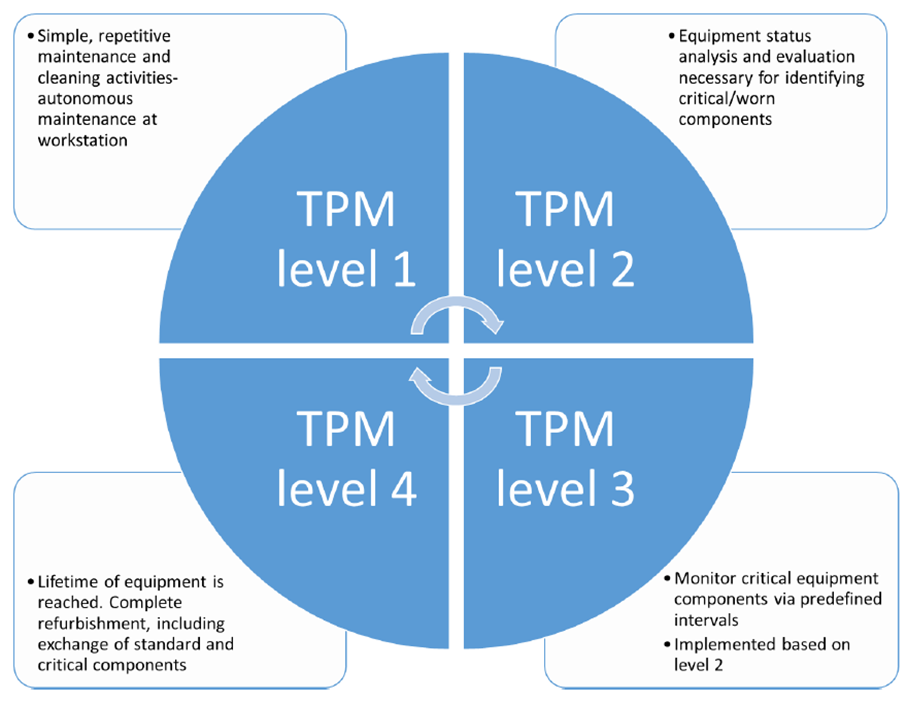 • Simple, repetitive
maintenance and
cleaning activities-
autonomous
maintenance at
workstation
• Equipment status
analysis and evaluation
necessary for identifying
critical/worn
components
TPM
level 1
TPM
level 2
TPM
level 4
TPM
level 3
• Lifetime of equipment is
reached. Complete
refurbishment, including
exchange of standard and
critical components
• Monitor critical equipment
components via predefined
intervals
• Implemented based on
level 2